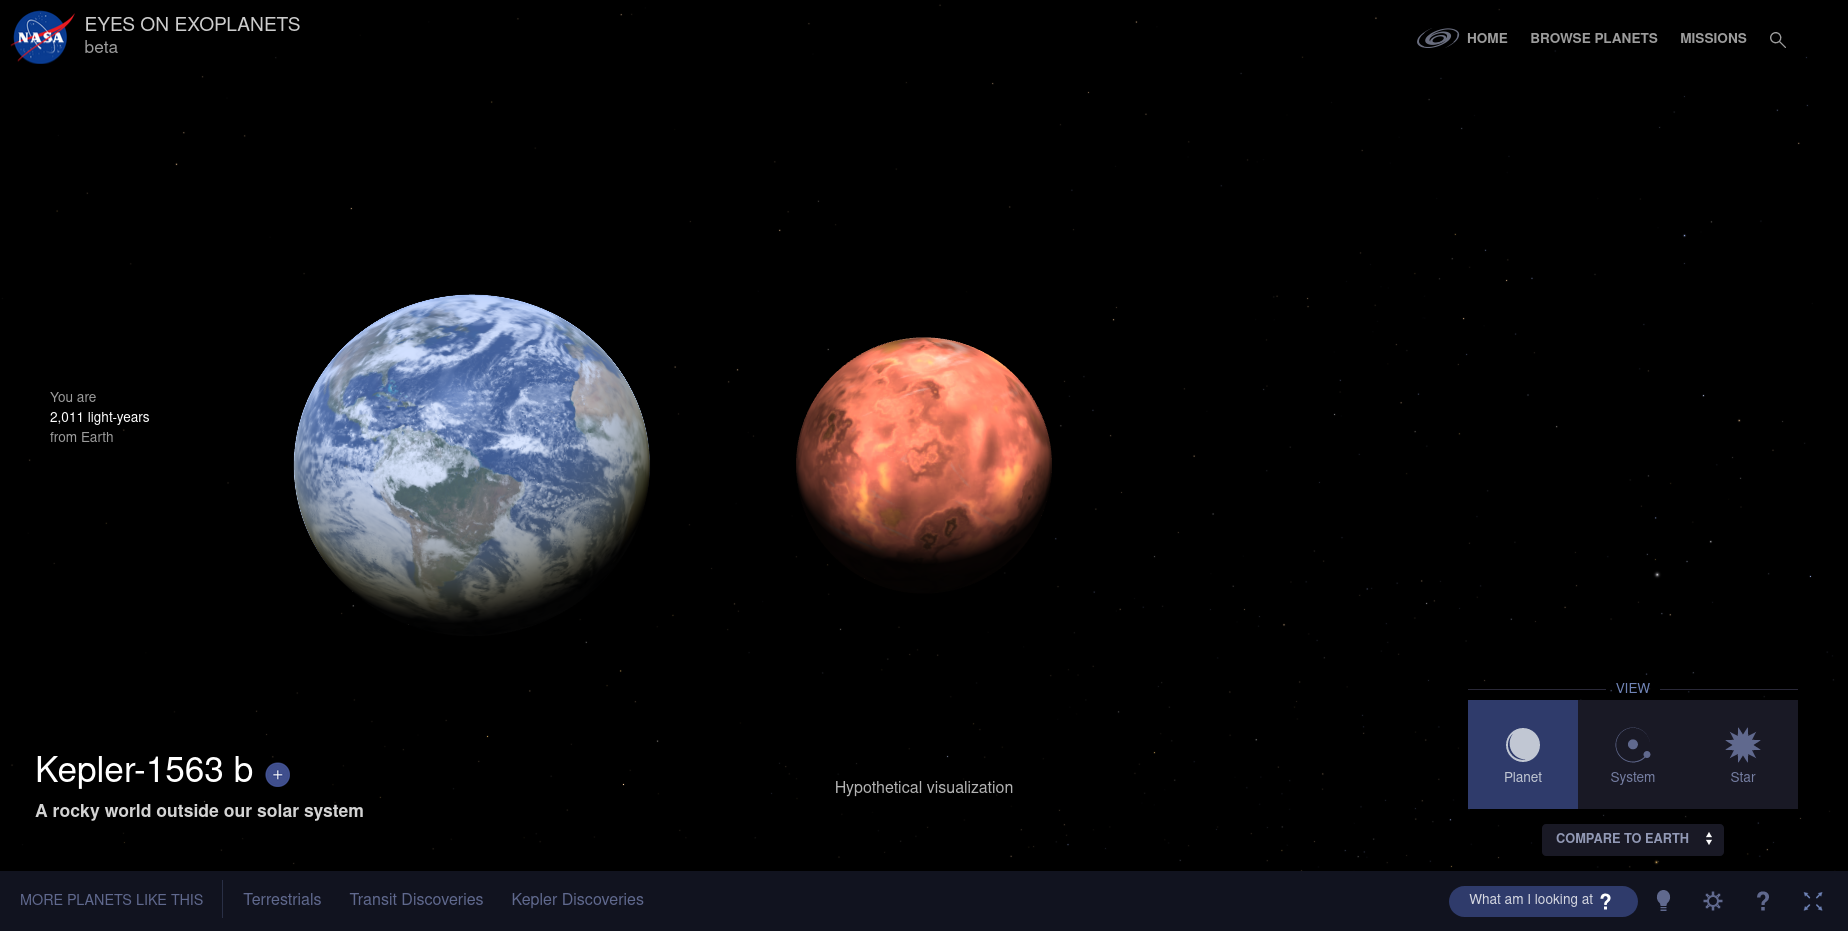 NASA
EYES ON EXOPLANETS
beta
HOME
BROWSE PLANETS
MISSIONS
You are
2,011 light-years
from Earth
Kepler-1563 b +
A rocky world outside our solar system
Hypothetical visualization
VIEW
Planet
System
Star
COMPARE TO EARTH
MORE PLANETS LIKE THIS
Terrestrials
Transit Discoveries
Kepler Discoveries
What am I looking at ?
?